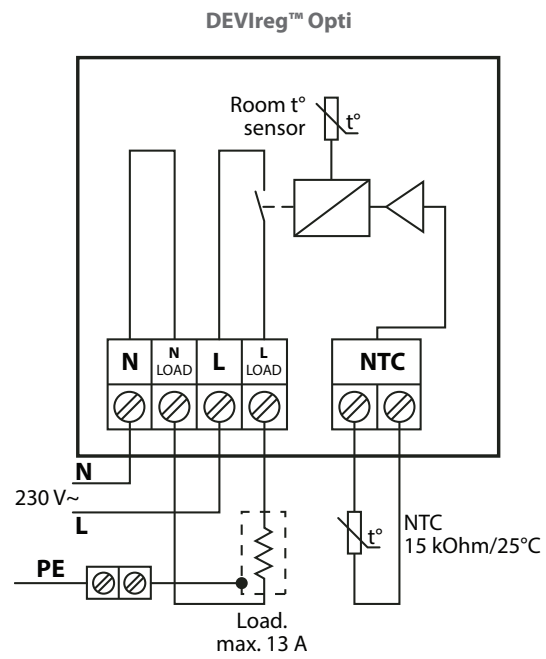 DEVIreg™ Opti
Room t°
sensor
t°
N
N
LOAD
L
L
LOAD
NTC
N
230 V~
L
PE
t°
NTC
15 kOhm/25°C
Load.
max. 13 A